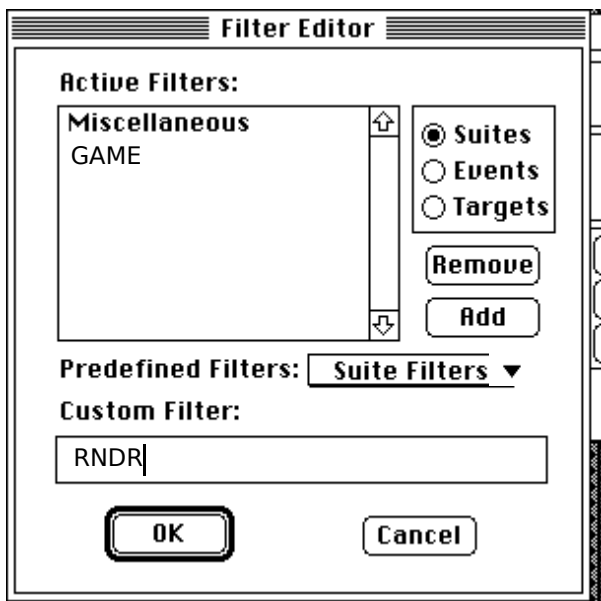 Filter Editor
Active Filters:
Miscellaneous
GAME
Suites
Events
Targets
Remove
Add
Predefined Filters: Suite Filters
Custom Filter:
RNDR
OK
Cancel